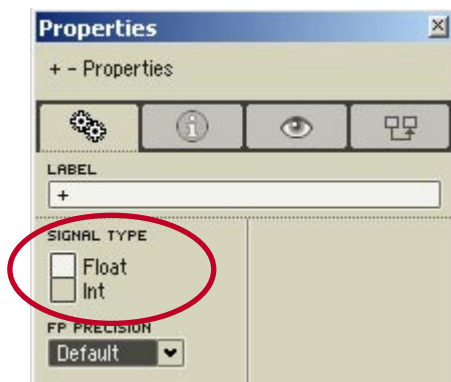 Properties
+ - Properties
LABEL
+
SIGNAL TYPE
Float
Int
FP PRECISION
Default